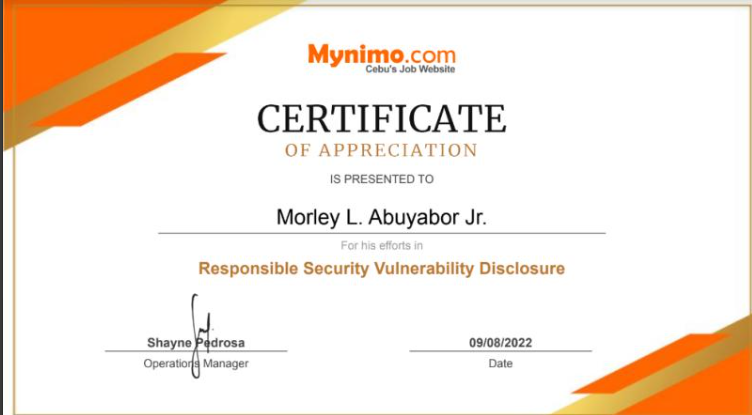 Mynimo.com
Cebu's Job Website
CERTIFICATE
OF APPRECIATION
IS PRESENTED TO
Morley L. Abuyabor Jr.
For his efforts in
Responsible Security Vulnerability Disclosure
Shayne Pedrosa
Operations Manager
09/08/2022
Date